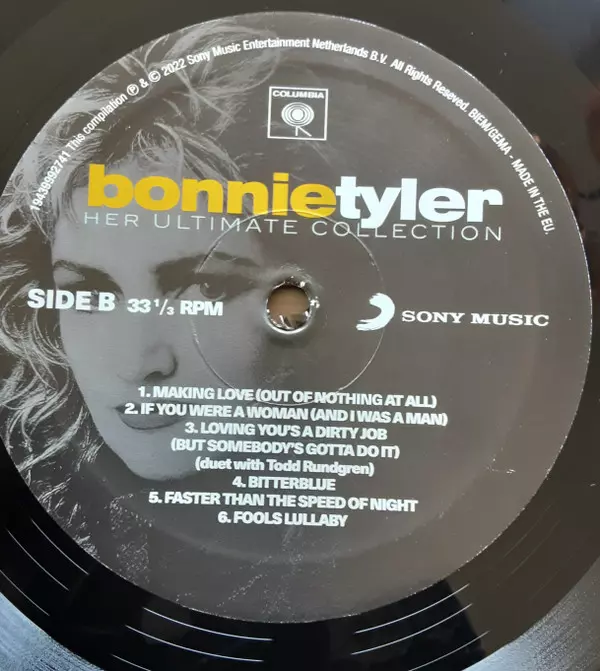 19439992741 This compilation ℗ & © 2022 Sony Music Entertainment Netherlands B.V. All Rights Reseved. BIEM/GEMA - MADE IN THE EU.
COLUMBIA
bonnietyler
HER ULTIMATE COLLECTION
SIDE B 33 1/3 RPM
SONY MUSIC
1. MAKING LOVE (OUT OF NOTHING AT ALL)
2. IF YOU WERE A WOMAN (AND I WAS A MAN)
3. LOVING YOU'S A DIRTY JOB
(BUT SOMEBODY'S GOTTA DO IT)
(duet with Todd Rundgren)
4. BITTERBLUE
5. FASTER THAN THE SPEED OF NIGHT
6. FOOLS LULLABY